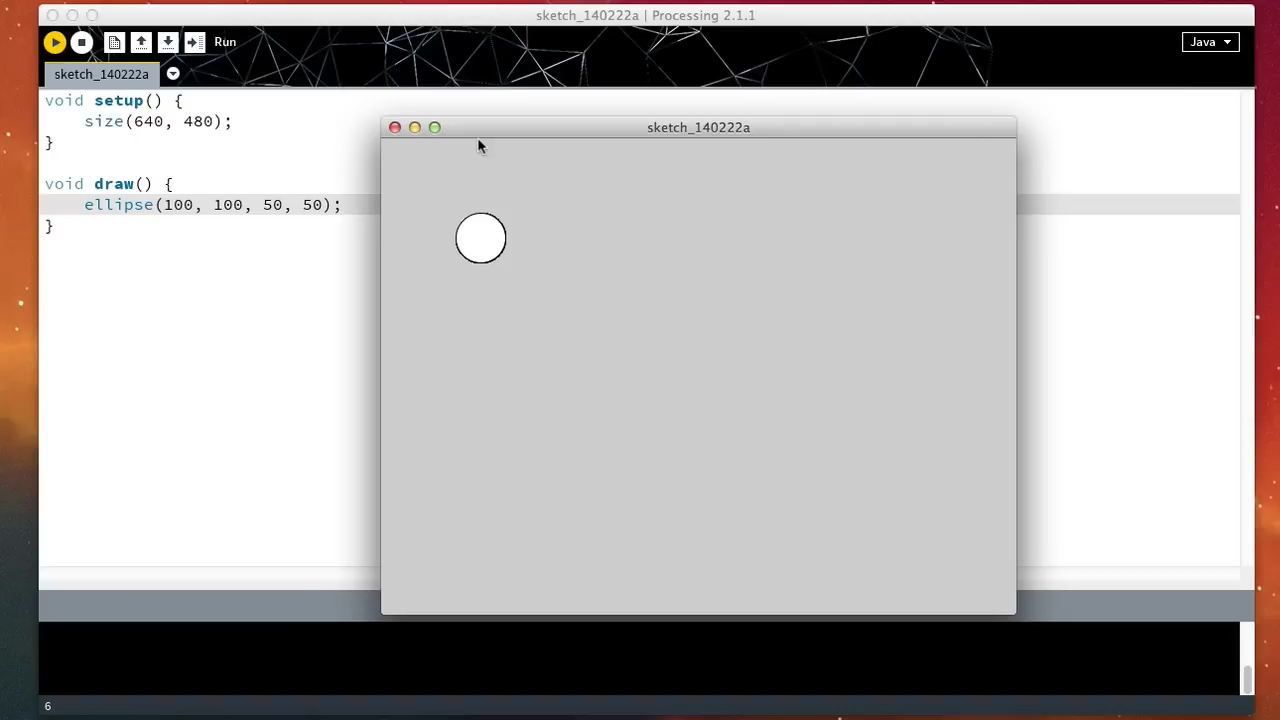 sketch_140222a | Processing 2.1.1
Run
Java
sketch_140222a
void setup() {
    size(640, 480);
}
void draw() {
    ellipse(100, 100, 50, 50);
}
sketch_140222a
6